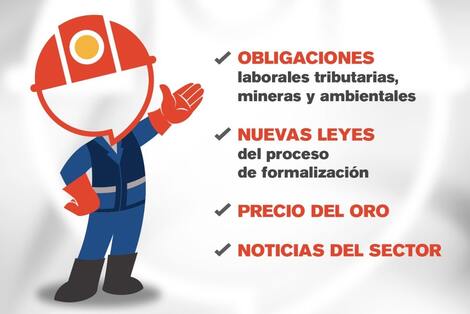 OBLIGACIONES
laborales tributarias,
mineras y ambientales
NUEVAS LEYES
del proceso
de formalización
PRECIO DEL ORO
NOTICIAS DEL SECTOR